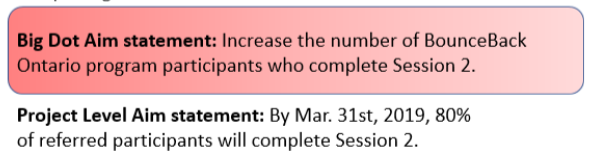 Big Dot Aim statement: Increase the number of BounceBack
Ontario program participants who complete Session 2.
Project Level Aim statement: By Mar. 31st, 2019, 80%
of referred participants will complete Session 2.